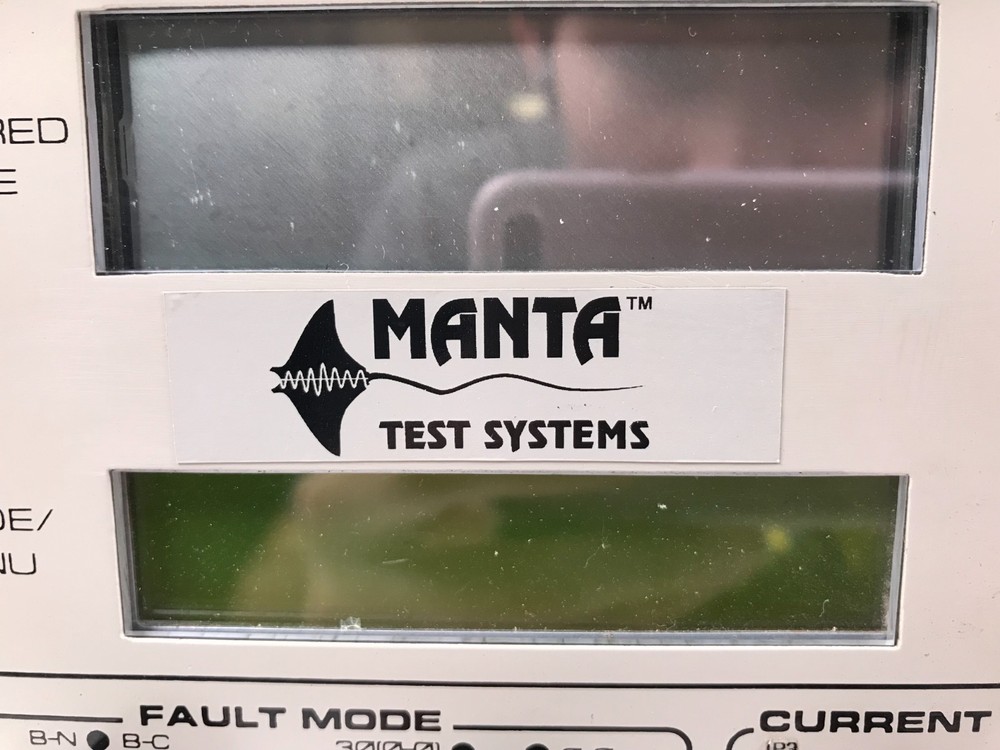 RED
E
MANTA™
TEST SYSTEMS
DE/
NU
FAULT MODE
CURRENT
B-N B-C